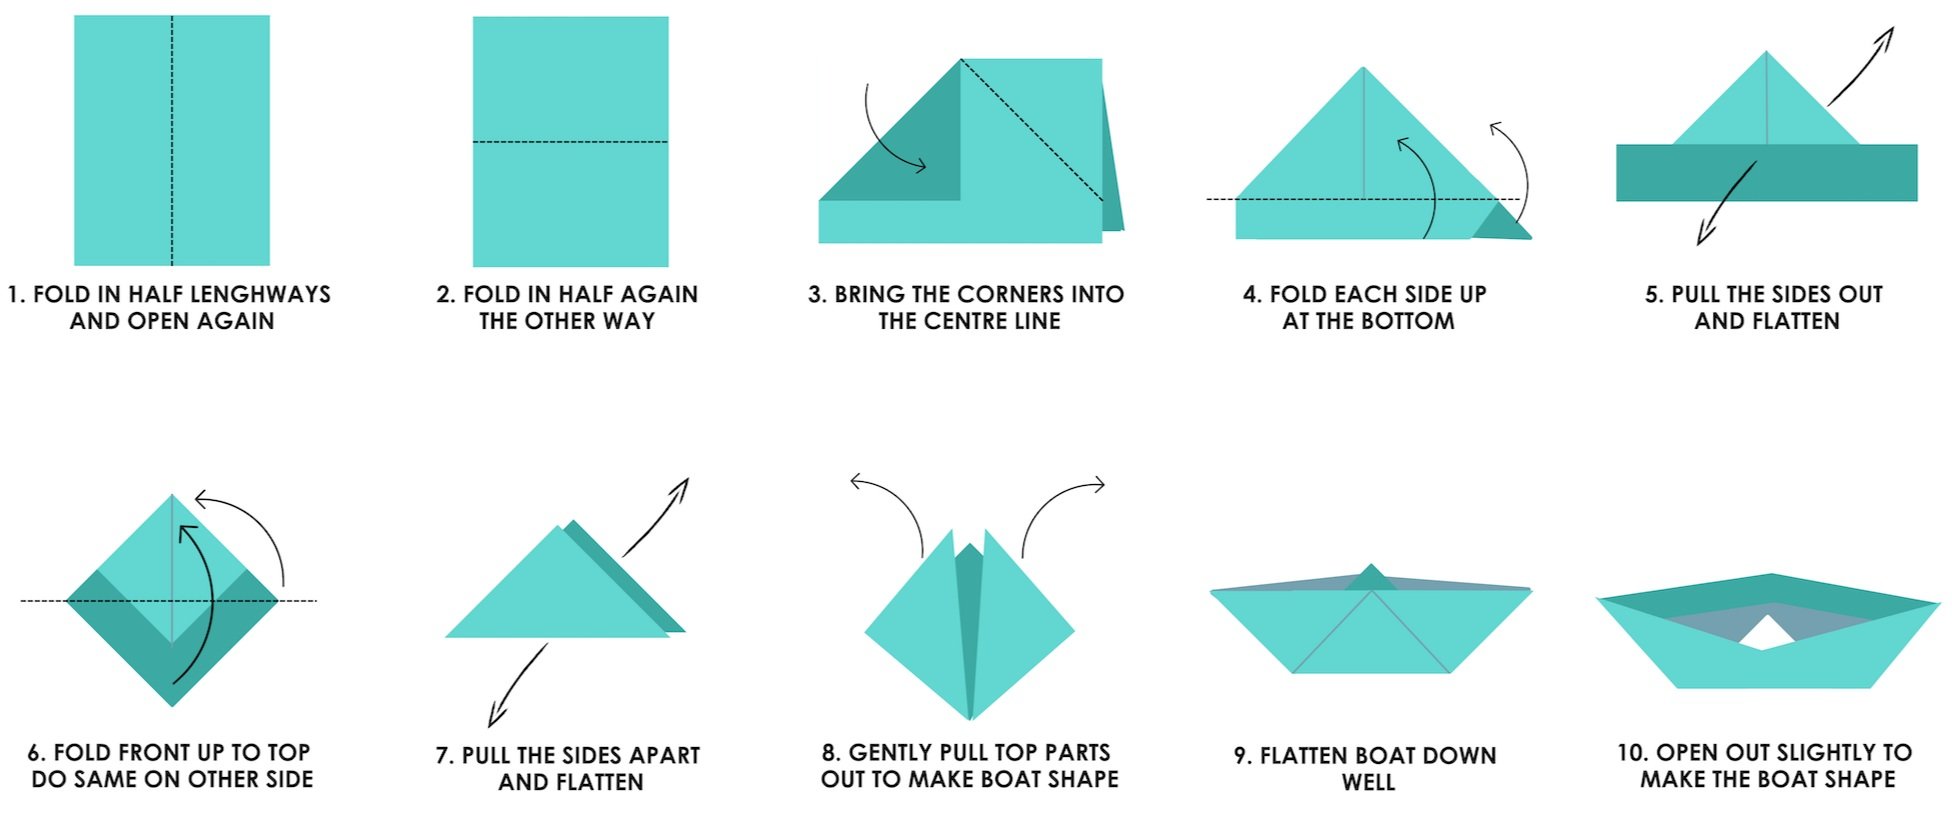 1. FOLD IN HALF LENGHWAYS
AND OPEN AGAIN
2. FOLD IN HALF AGAIN
THE OTHER WAY
3. BRING THE CORNERS INTO
THE CENTRE LINE
4. FOLD EACH SIDE UP
AT THE BOTTOM
5. PULL THE SIDES OUT
AND FLATTEN
6. FOLD FRONT UP TO TOP
DO SAME ON OTHER SIDE
7. PULL THE SIDES APART
AND FLATTEN
8. GENTLY PULL TOP PARTS
OUT TO MAKE BOAT SHAPE
9. FLATTEN BOAT DOWN
WELL
10. OPEN OUT SLIGHTLY TO
MAKE THE BOAT SHAPE